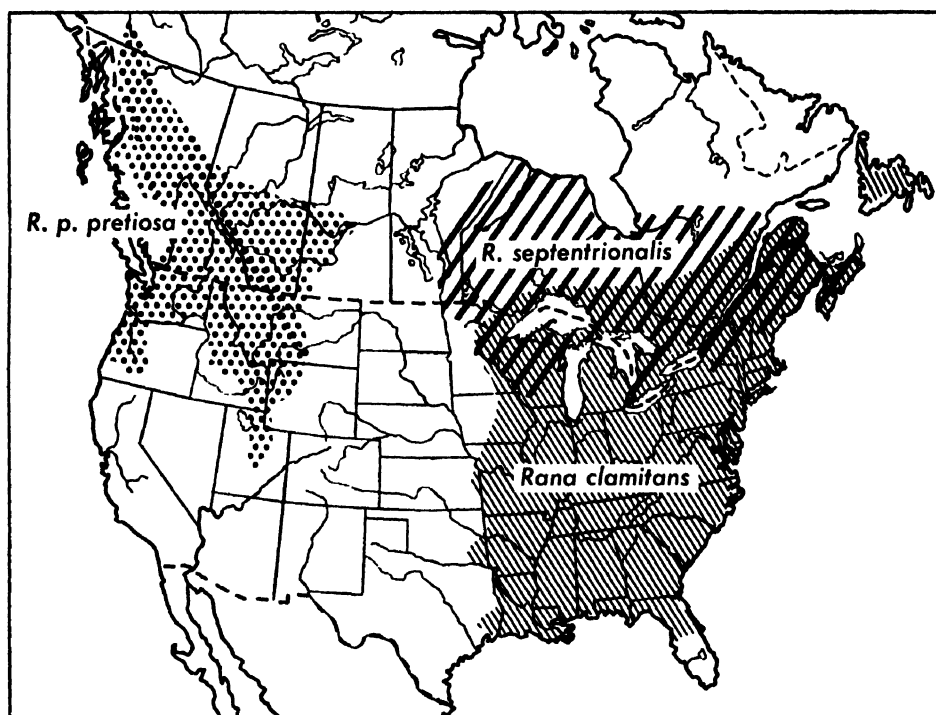 R. p. pretiosa
R. septentrionalis
Rana clamitans